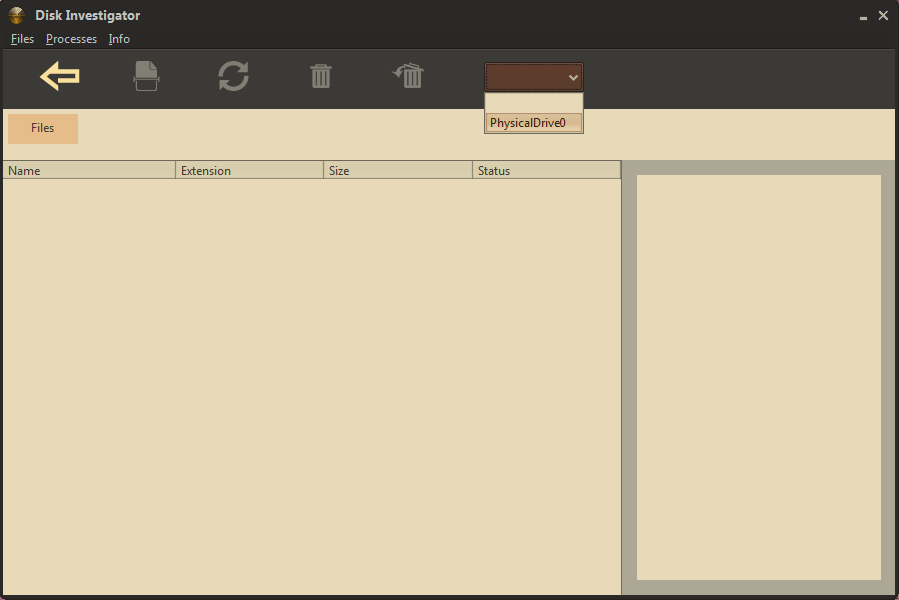 Disk Investigator
Files Processes Info
PhysicalDrive0
Files
Name Extension Size Status